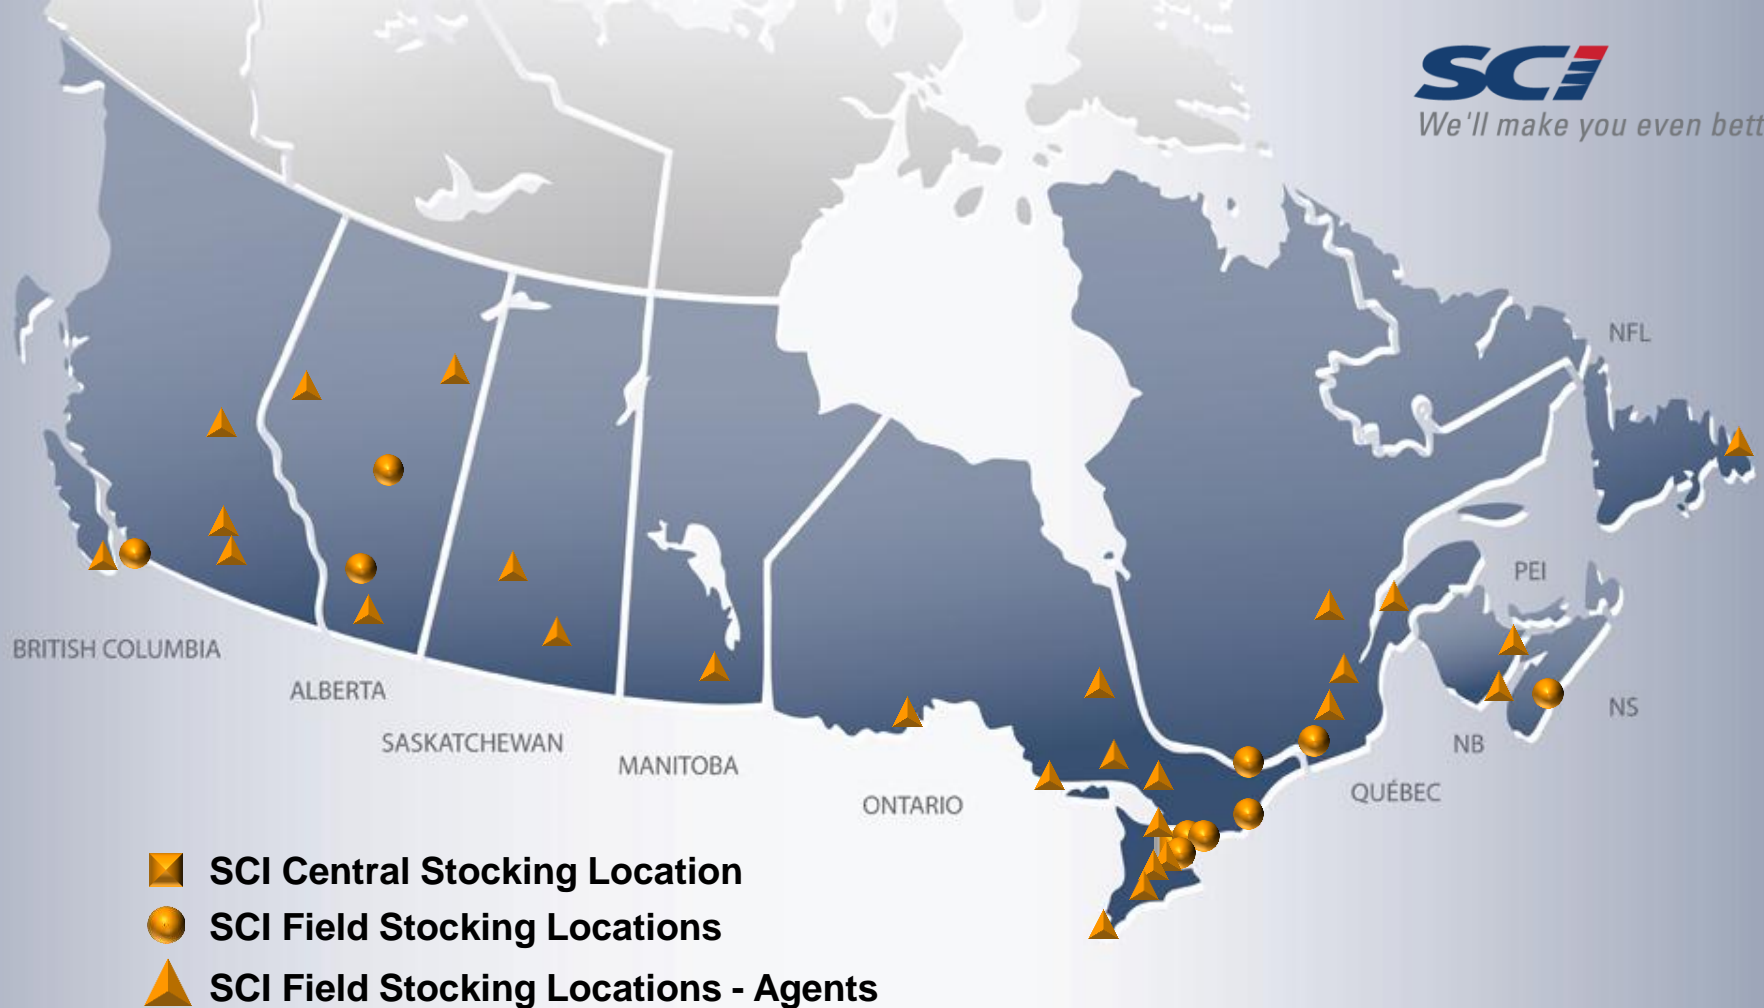 SCI
We'll make you even bett
NFL
PEI
BRITISH COLUMBIA
ALBERTA
NS
SASKATCHEWAN
NB
MANITOBA
QUÉBEC
ONTARIO
SCI Central Stocking Location
SCI Field Stocking Locations
SCI Field Stocking Locations - Agents